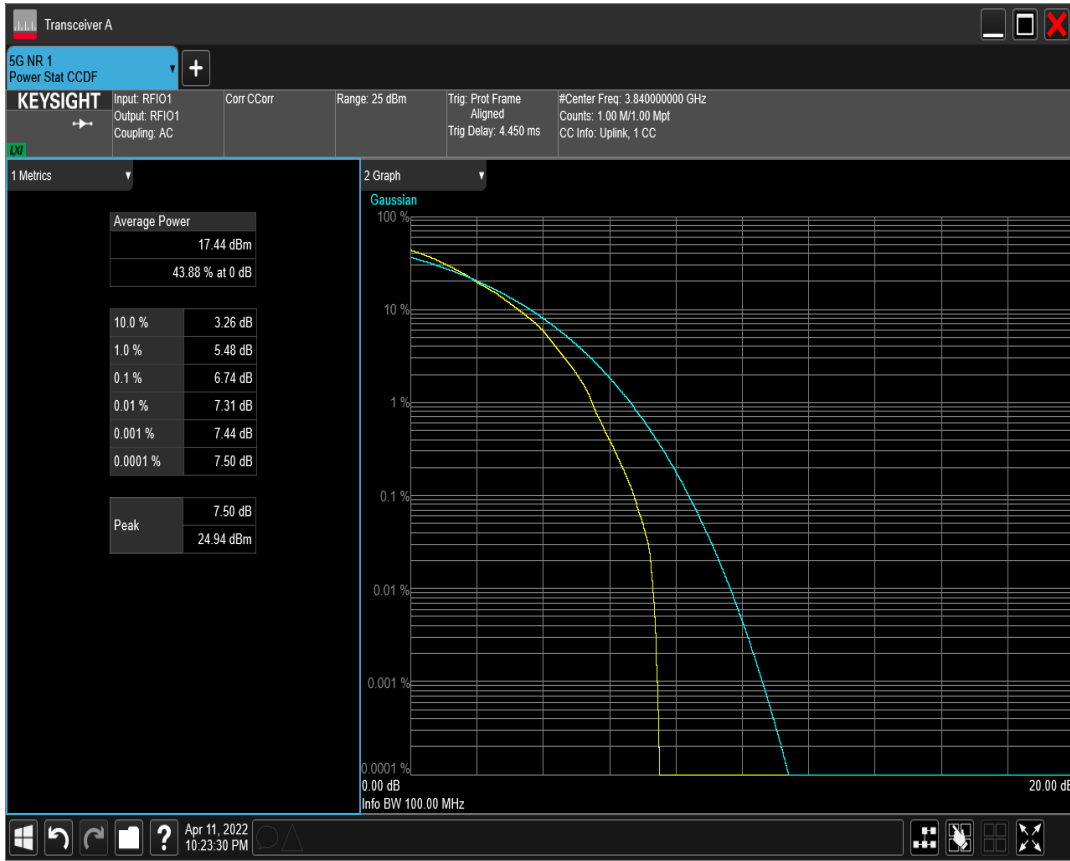 Transceiver A
5G NR 1
Power Stat CCDF
+
KEYSIGHT
LXI
Input: RFIO1
Output: RFIO1
Coupling: AC
Corr CCorr
Range: 25 dBm
Trig: Prot Frame
Aligned
Trig Delay: 4.450 ms
#Center Freq: 3.840000000 GHz
Counts: 1.00 M/1.00 Mpt
CC Info: Uplink, 1 CC
1 Metrics
Average Power
17.44 dBm
43.88 % at 0 dB
10.0 % 3.26 dB
1.0 % 5.48 dB
0.1 % 6.74 dB
0.01 % 7.31 dB
0.001 % 7.44 dB
0.0001 % 7.50 dB
Peak
7.50 dB
24.94 dBm
2 Graph
Gaussian
100 %
10 %
1 %
0.1 %
0.01 %
0.001 %
0.0001 %
0.00 dB 20.00 dB
Info BW 100.00 MHz
?
Apr 11, 2022
10:23:30 PM